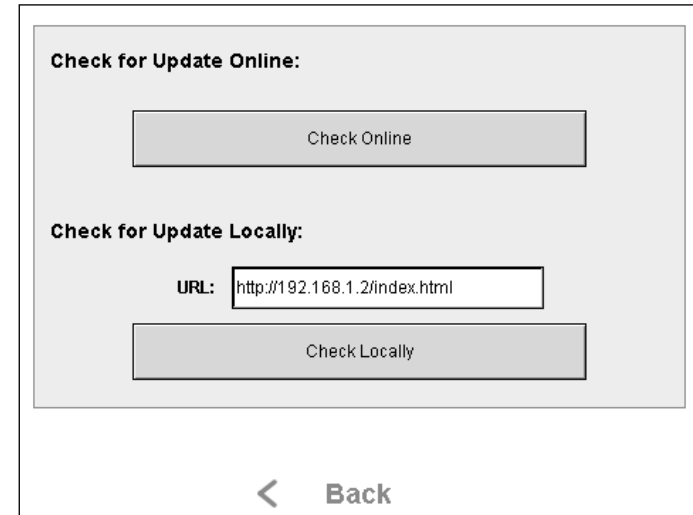 Check for Update Online:
Check Online
Check for Update Locally:
URL: http://192.168.1.2/index.html
Check Locally
< Back